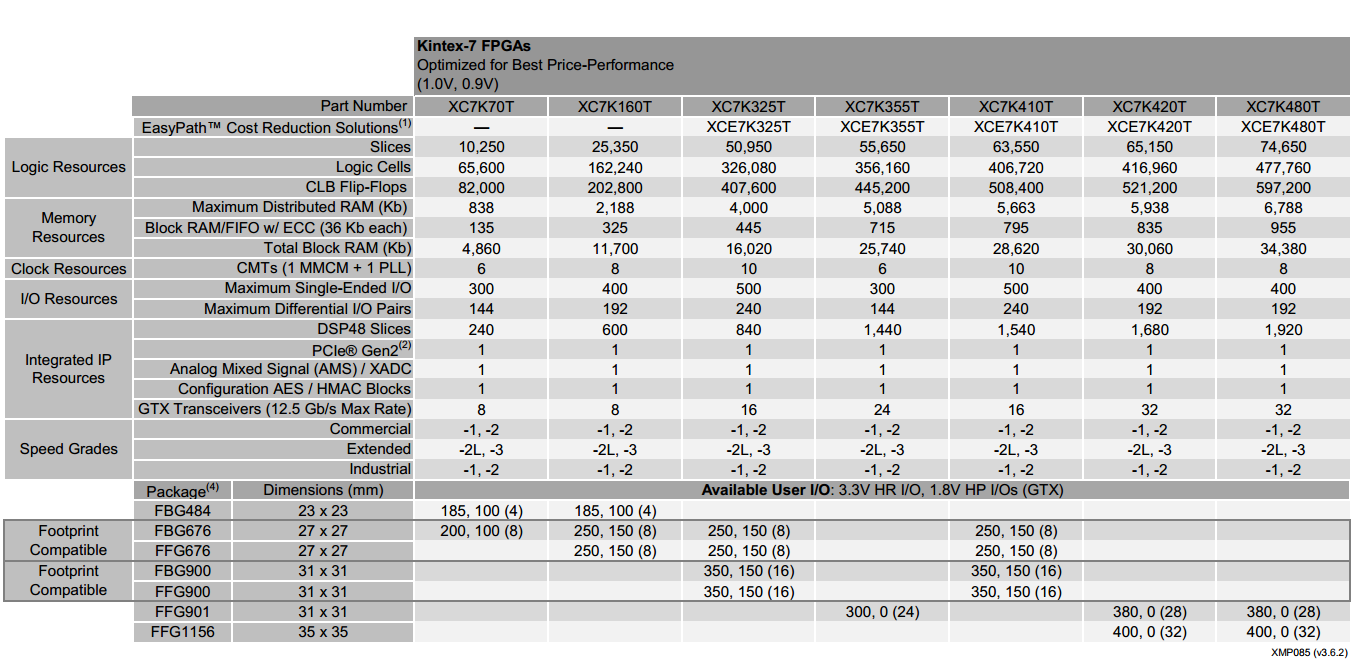 Kintex-7 FPGAs
Optimized for Best Price-Performance
(1.0V, 0.9V)
Part Number XC7K70T XC7K160T XC7K325T XC7K355T XC7K410T XC7K420T XC7K480T
EasyPath™ Cost Reduction Solutions(1) — — XCE7K325T XCE7K355T XCE7K410T XCE7K420T XCE7K480T
Logic Resources
Slices 10,250 25,350 50,950 55,650 63,550 65,150 74,650
Logic Cells 65,600 162,240 326,080 356,160 406,720 416,960 477,760
CLB Flip-Flops 82,000 202,800 407,600 445,200 508,400 521,200 597,200
Memory
Resources
Maximum Distributed RAM (Kb) 838 2,188 4,000 5,088 5,663 5,938 6,788
Block RAM/FIFO w/ ECC (36 Kb each) 135 325 445 715 795 835 955
Total Block RAM (Kb) 4,860 11,700 16,020 25,740 28,620 30,060 34,380
Clock Resources CMTs (1 MMCM + 1 PLL) 6 8 10 6 10 8 8
I/O Resources
Maximum Single-Ended I/O 300 400 500 300 500 400 400
Maximum Differential I/O Pairs 144 192 240 144 240 192 192
Integrated IP
Resources
DSP48 Slices 240 600 840 1,440 1,540 1,680 1,920
PCIe® Gen2(2) 1 1 1 1 1 1 1
Analog Mixed Signal (AMS) / XADC 1 1 1 1 1 1 1
Configuration AES / HMAC Blocks 1 1 1 1 1 1 1
GTX Transceivers (12.5 Gb/s Max Rate) 8 8 16 24 16 32 32
Speed Grades
Commercial -1, -2 -1, -2 -1, -2 -1, -2 -1, -2 -1, -2 -1, -2
Extended -2L, -3 -2L, -3 -2L, -3 -2L, -3 -2L, -3 -2L, -3 -2L, -3
Industrial -1, -2 -1, -2 -1, -2 -1, -2 -1, -2 -1, -2 -1, -2
Package(4) Dimensions (mm) Available User I/O: 3.3V HR I/O, 1.8V HP I/Os (GTX)
FBG484 23 x 23 185, 100 (4) 185, 100 (4)
Footprint
Compatible
FBG676 27 x 27 200, 100 (8) 250, 150 (8) 250, 150 (8) 250, 150 (8)
FFG676 27 x 27 250, 150 (8) 250, 150 (8) 250, 150 (8)
Footprint
Compatible
FBG900 31 x 31 350, 150 (16) 350, 150 (16)
FFG900 31 x 31 350, 150 (16) 350, 150 (16)
FFG901 31 x 31 300, 0 (24) 380, 0 (28) 380, 0 (28)
FFG1156 35 x 35 400, 0 (32) 400, 0 (32)
XMP085 (v3.6.2)